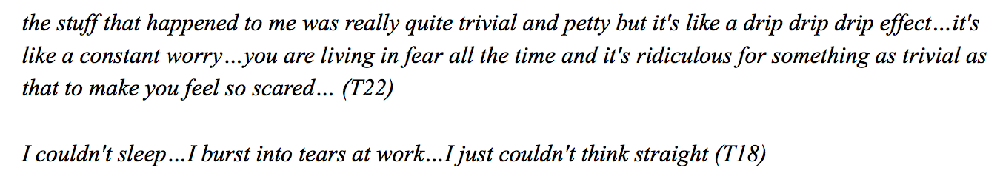 the stuff that happened to me was really quite trivial and petty but it's like a drip drip drip effect…it's
like a constant worry…you are living in fear all the time and it's ridiculous for something as trivial as
that to make you feel so scared… (T22)
I couldn't sleep…I burst into tears at work…I just couldn't think straight (T18)